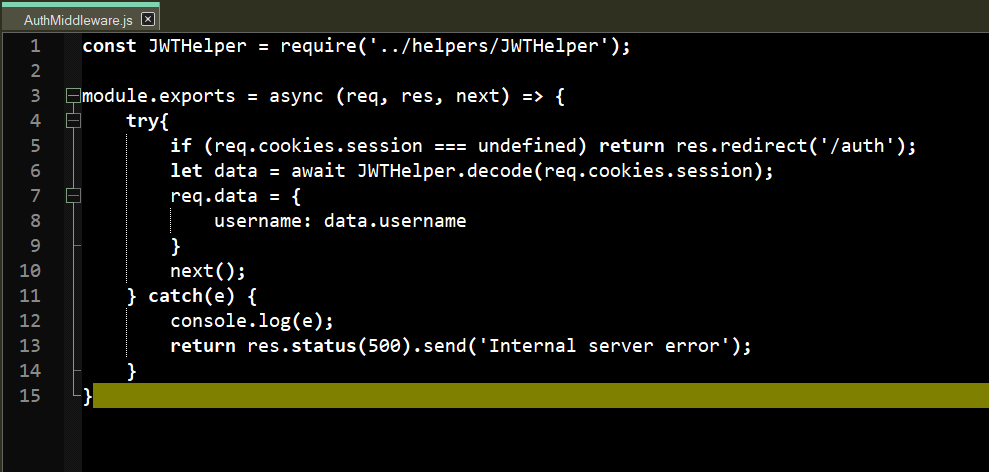 AuthMiddleware.js
1 const JWTHelper = require('../helpers/JWTHelper');
2
3 module.exports = async (req, res, next) => {
4     try{
5         if (req.cookies.session === undefined) return res.redirect('/auth');
6         let data = await JWTHelper.decode(req.cookies.session);
7         req.data = {
8             username: data.username
9         }
10         next();
11     } catch(e) {
12         console.log(e);
13         return res.status(500).send('Internal server error');
14     }
15 }